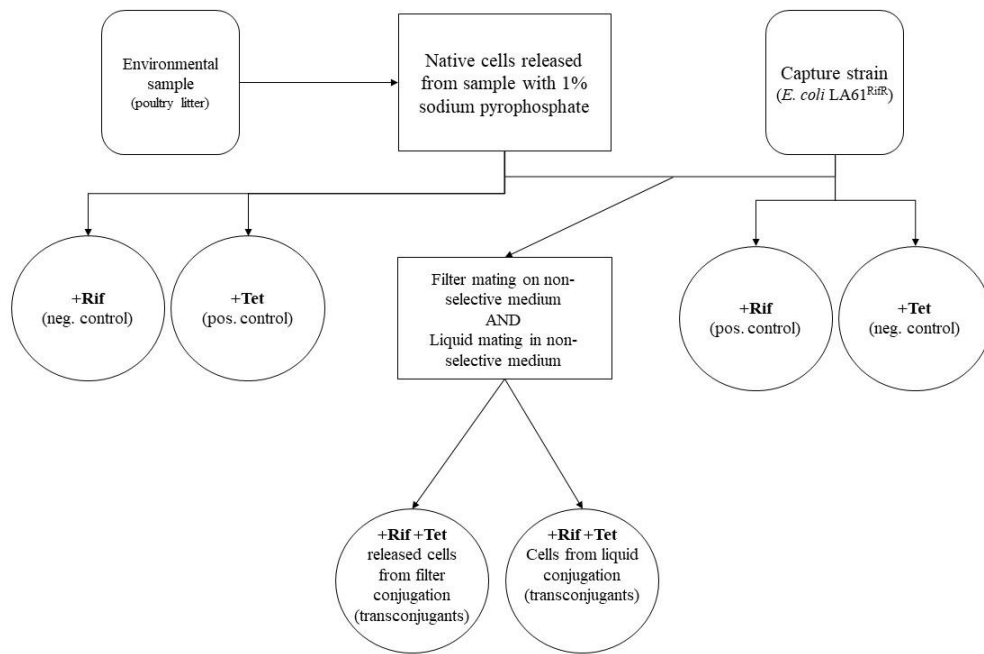 Environmental
sample
(poultry litter)
Native cells released
from sample with 1%
sodium pyrophosphate
Capture strain
(E. coli LA61RifR)
+Rif
(neg. control)
+Tet
(pos. control)
Filter mating on non-
selective medium
AND
Liquid mating in non-
selective medium
+Rif
(pos. control)
+Tet
(neg. control)
+Rif +Tet
released cells
from filter
conjugation
(transconjugants)
+Rif +Tet
Cells from liquid
conjugation
(transconjugants)